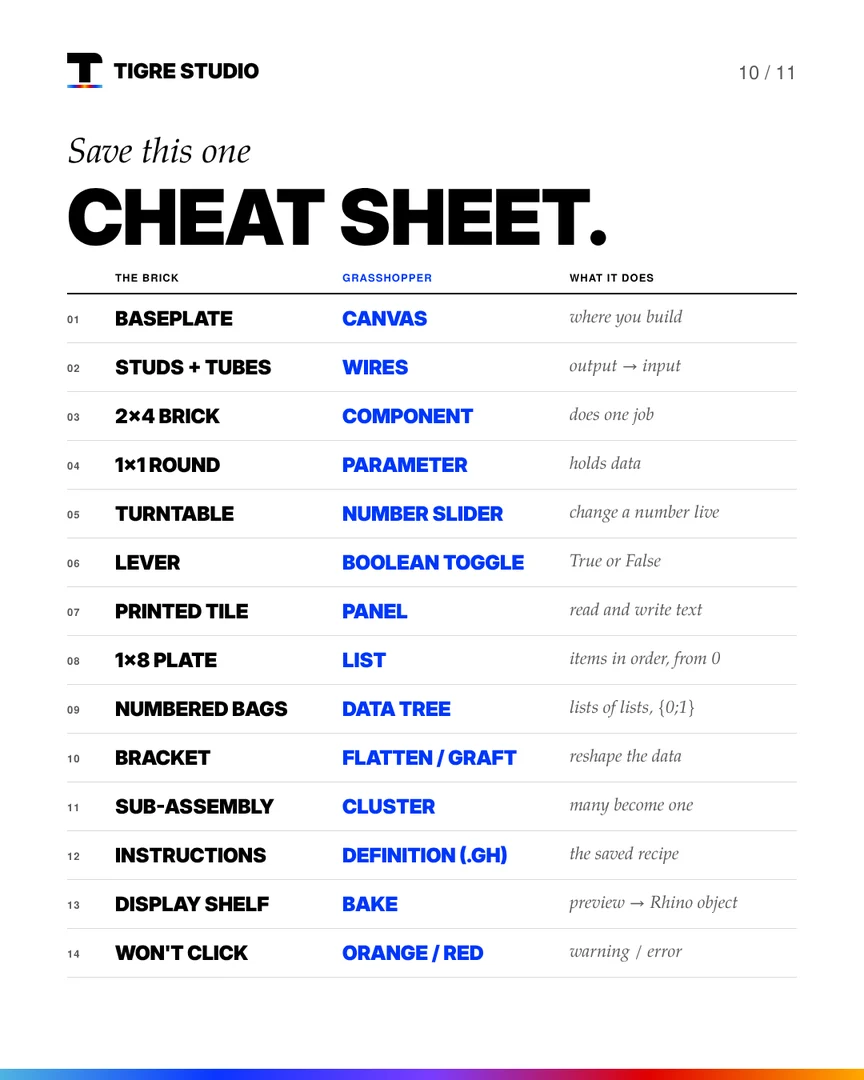 TIGRE STUDIO
10 / 11
Save this one
CHEAT SHEET.
THE BRICK GRASSHOPPER WHAT IT DOES
01 BASEPLATE CANVAS where you build
02 STUDS + TUBES WIRES output → input
03 2×4 BRICK COMPONENT does one job
04 1×1 ROUND PARAMETER holds data
05 TURNTABLE NUMBER SLIDER change a number live
06 LEVER BOOLEAN TOGGLE True or False
07 PRINTED TILE PANEL read and write text
08 1×8 PLATE LIST items in order, from 0
09 NUMBERED BAGS DATA TREE lists of lists, {0;1}
10 BRACKET FLATTEN / GRAFT reshape the data
11 SUB-ASSEMBLY CLUSTER many become one
12 INSTRUCTIONS DEFINITION (.GH) the saved recipe
13 DISPLAY SHELF BAKE preview → Rhino object
14 WON'T CLICK ORANGE / RED warning / error